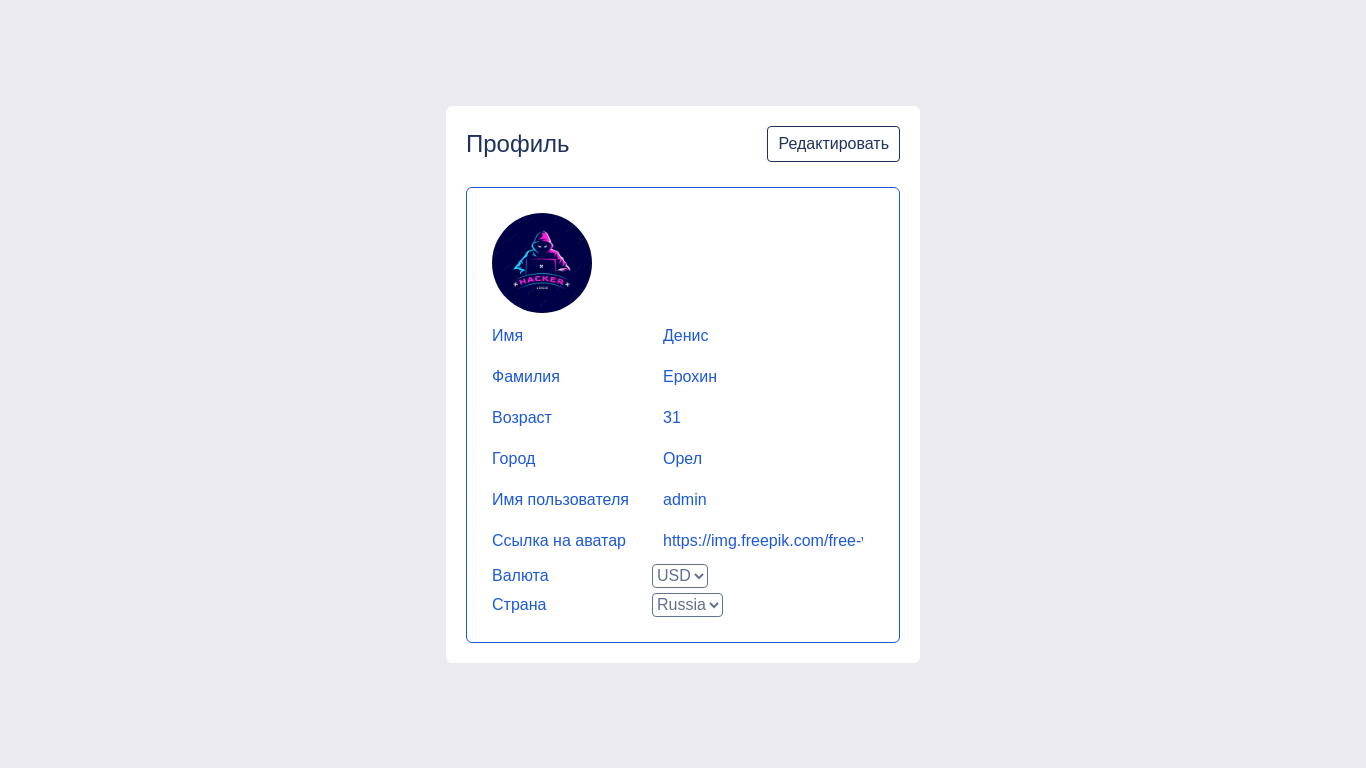 Профиль
Редактировать
HACKER
LOGO
Имя Денис
Фамилия Ерохин
Возраст 31
Город Орел
Имя пользователя admin
Ссылка на аватар https://img.freepik.com/free-
Валюта USD
Страна Russia